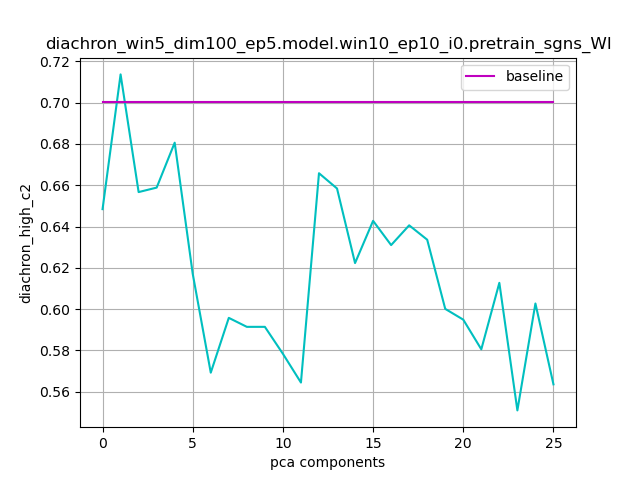 diachron_win5_dim100_ep5.model.win10_ep10_i0.pretrain_sgns_WI
baseline
0.72
0.70
0.68
0.66
0.64
0.62
0.60
0.58
0.56
diachron_high_c2
0 5 10 15 20 25
pca components